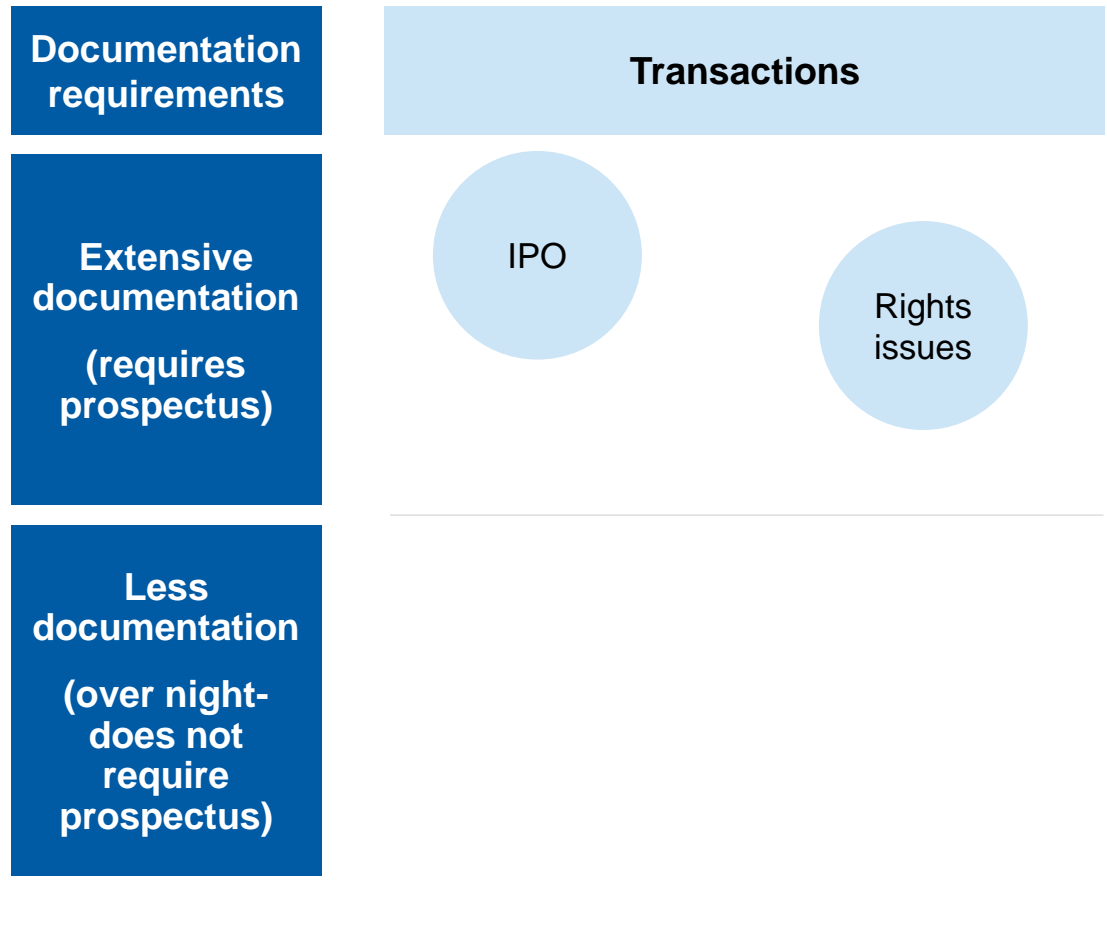 Documentation
requirements
Transactions
Extensive
documentation
(requires
prospectus)
IPO
Rights
issues
Less
documentation
(over night-
does not
require
prospectus)